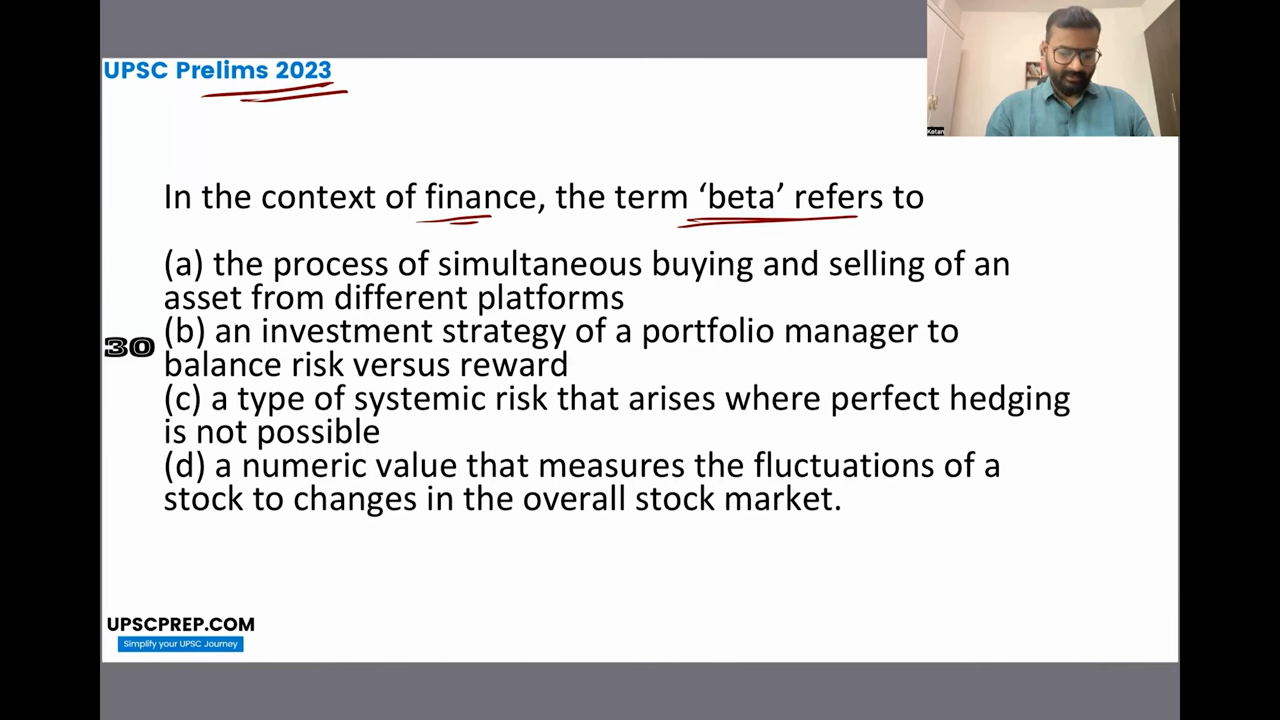 UPSC Prelims 2023
Ketan
In the context of finance, the term ‘beta’ refers to
(a) the process of simultaneous buying and selling of an
asset from different platforms
30
(b) an investment strategy of a portfolio manager to
balance risk versus reward
(c) a type of systemic risk that arises where perfect hedging
is not possible
(d) a numeric value that measures the fluctuations of a
stock to changes in the overall stock market.
UPSCPREP.COM
Simplify your UPSC Journey